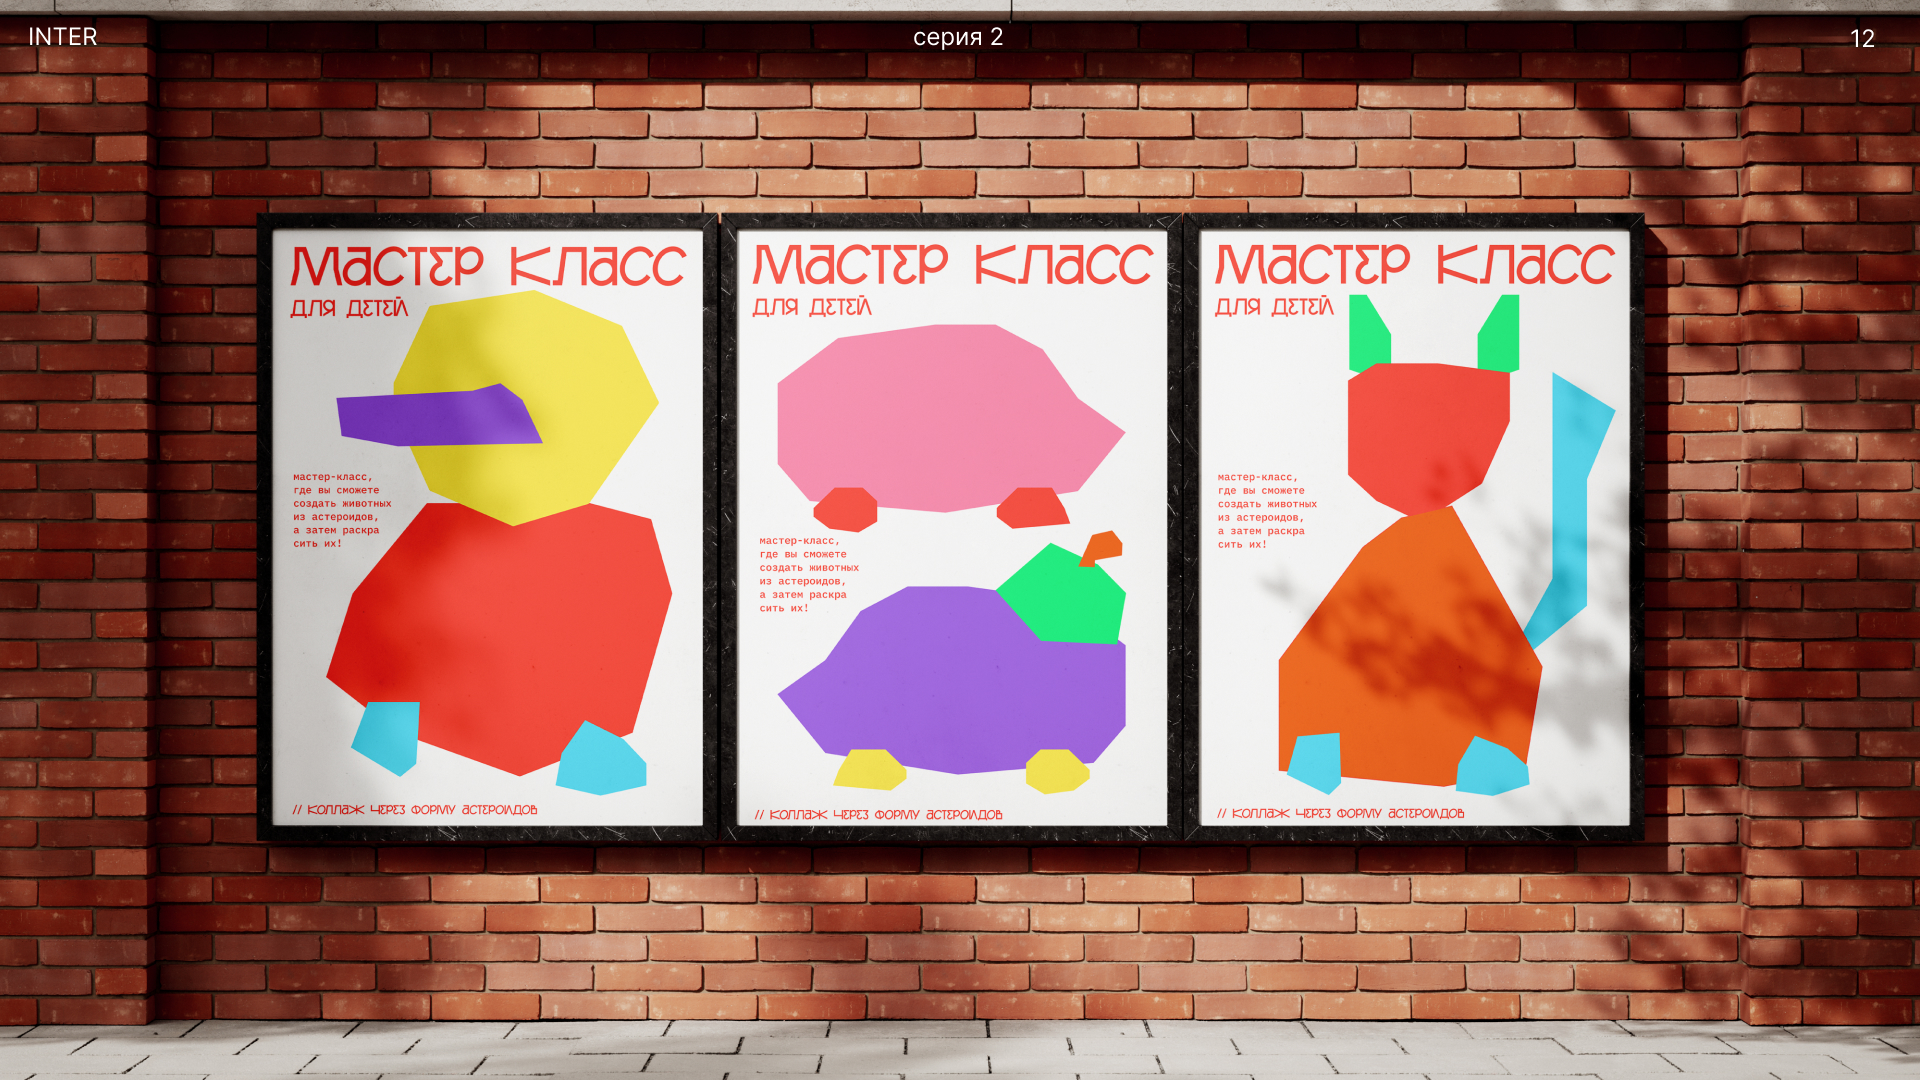 INTER
серия 2
12
мастер класс
для детей
мастер-класс,
где вы сможете
создать животных
из астероидов,
а затем раскра
сить их!
// коллаж через форму астероидов
мастер класс
для детей
мастер-класс,
где вы сможете
создать животных
из астероидов,
а затем раскра
сить их!
// коллаж через форму астероидов
мастер класс
для детей
мастер-класс,
где вы сможете
создать животных
из астероидов,
а затем раскра
сить их!
// коллаж через форму астероидов